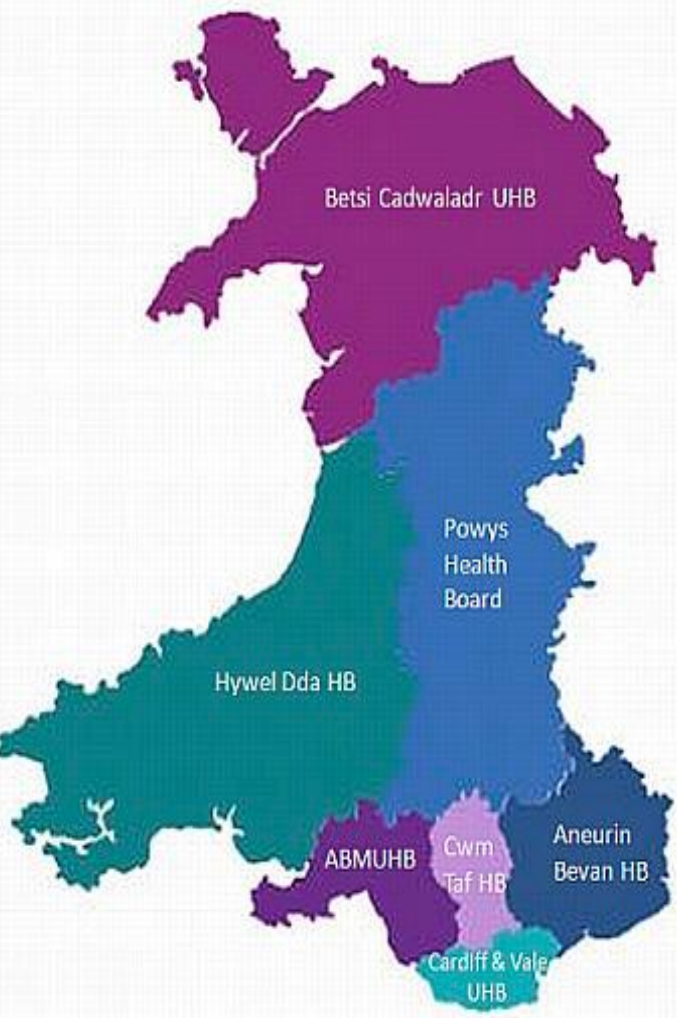 Betsi Cadwaladr UHB
Powys
Health
Board
Hywel Dda HB
ABMUHB
Cwm
Taf HB
Aneurin
Bevan HB
Cardiff & Vale
UHB